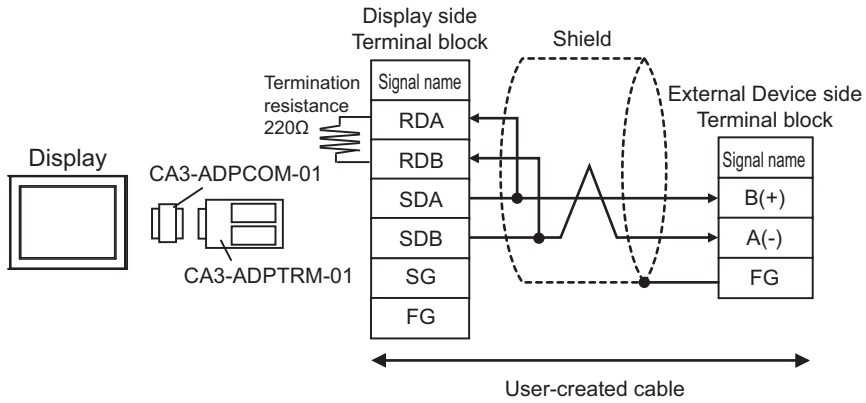 Display side
Terminal block
Shield
Termination
resistance
220Ω
Signal name
RDA
RDB
SDA
SDB
SG
FG
External Device side
Terminal block
Signal name
B(+)
A(-)
FG
Display
CA3-ADPCOM-01
CA3-ADPTRM-01
User-created cable